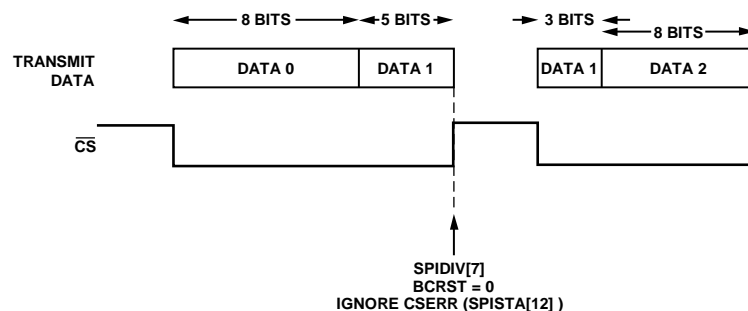 8 BITS
5 BITS
3 BITS
8 BITS
TRANSMIT
DATA
DATA 0
DATA 1
DATA 1
DATA 2
CS
SPIDIV[7]
BCRST = 0
IGNORE CSERR (SPISTA[12] )